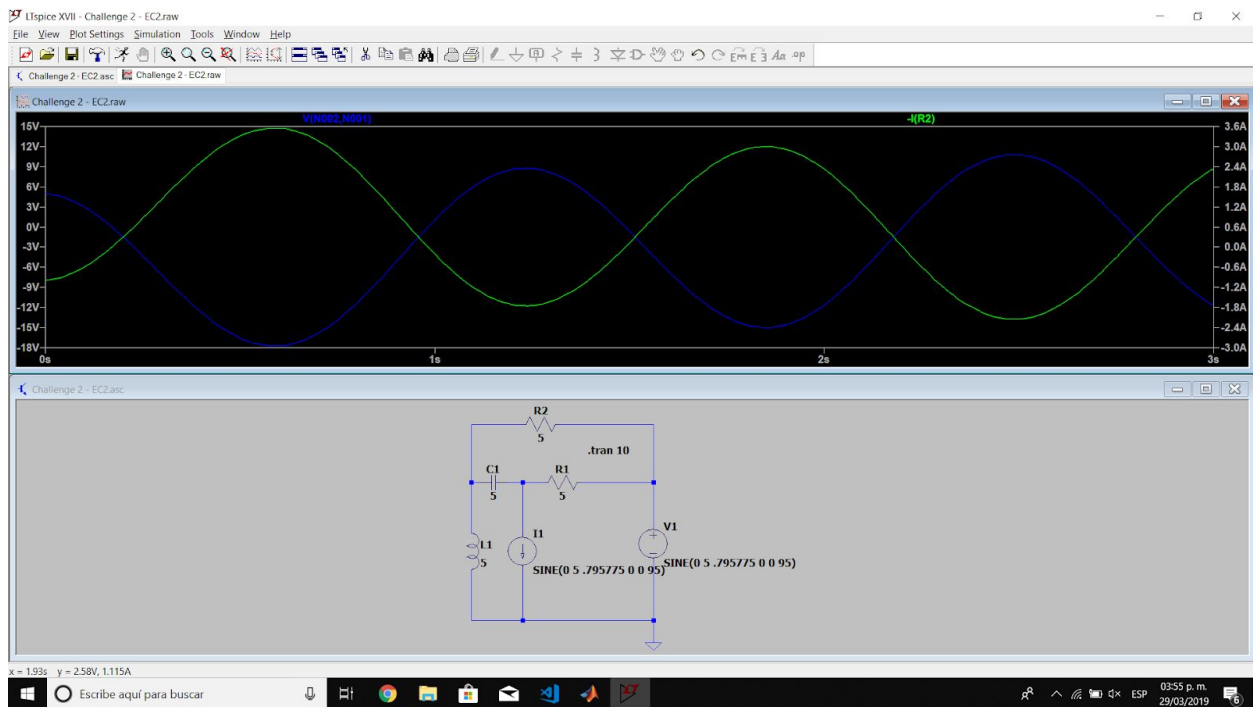 LTspice XVII - Challenge 2 - EC2.raw
File View Plot Settings Simulation Tools Window Help
Challenge 2 - EC2.asc Challenge 2 - EC2.raw
Challenge 2 - EC2.raw
V(N002,N001) -I(R2)
15V 3.6A
12V 3.0A
9V 2.4A
6V 1.8A
3V 1.2A
0V 0.6A
-3V 0.0A
-6V -0.6A
-9V -1.2A
-12V -1.8A
-15V -2.4A
-18V -3.0A
0s 1s 2s 3s
Challenge 2 - EC2.asc
R2
5
.tran 10
C1 R1
5 5
L1 I1 V1
5
SINE(0 5 .795775 0 0 95) SINE(0 5 .795775 0 0 95)
x = 1.93s y = 2.58V, 1.115A
Escribe aquí para buscar
ESP 03:55 p. m.
29/03/2019 6